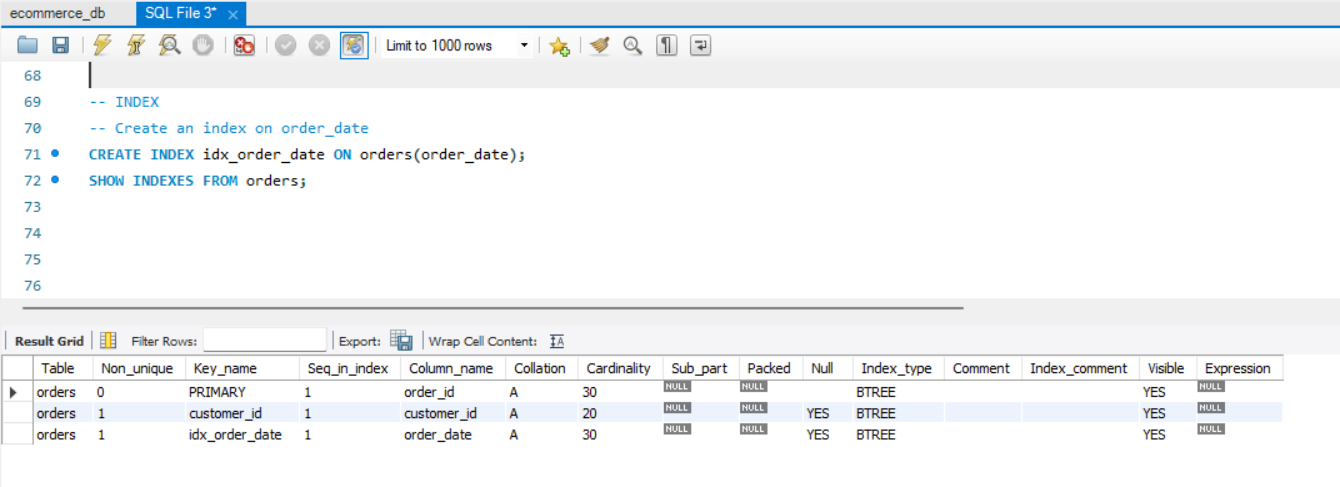 ecommerce_db SQL File 3* ×
Limit to 1000 rows
68
69 -- INDEX
70 -- Create an index on order_date
71 CREATE INDEX idx_order_date ON orders(order_date);
72 SHOW INDEXES FROM orders;
73
74
75
76
Result Grid Filter Rows: Export: Wrap Cell Content: IA
Table Non_unique Key_name Seq_in_index Column_name Collation Cardinality Sub_part Packed Null Index_type Comment Index_comment Visible Expression
orders 0 PRIMARY 1 order_id A 30 NULL NULL BTREE YES NULL
orders 1 customer_id 1 customer_id A 20 NULL NULL YES BTREE YES NULL
orders 1 idx_order_date 1 order_date A 30 NULL NULL YES BTREE YES NULL